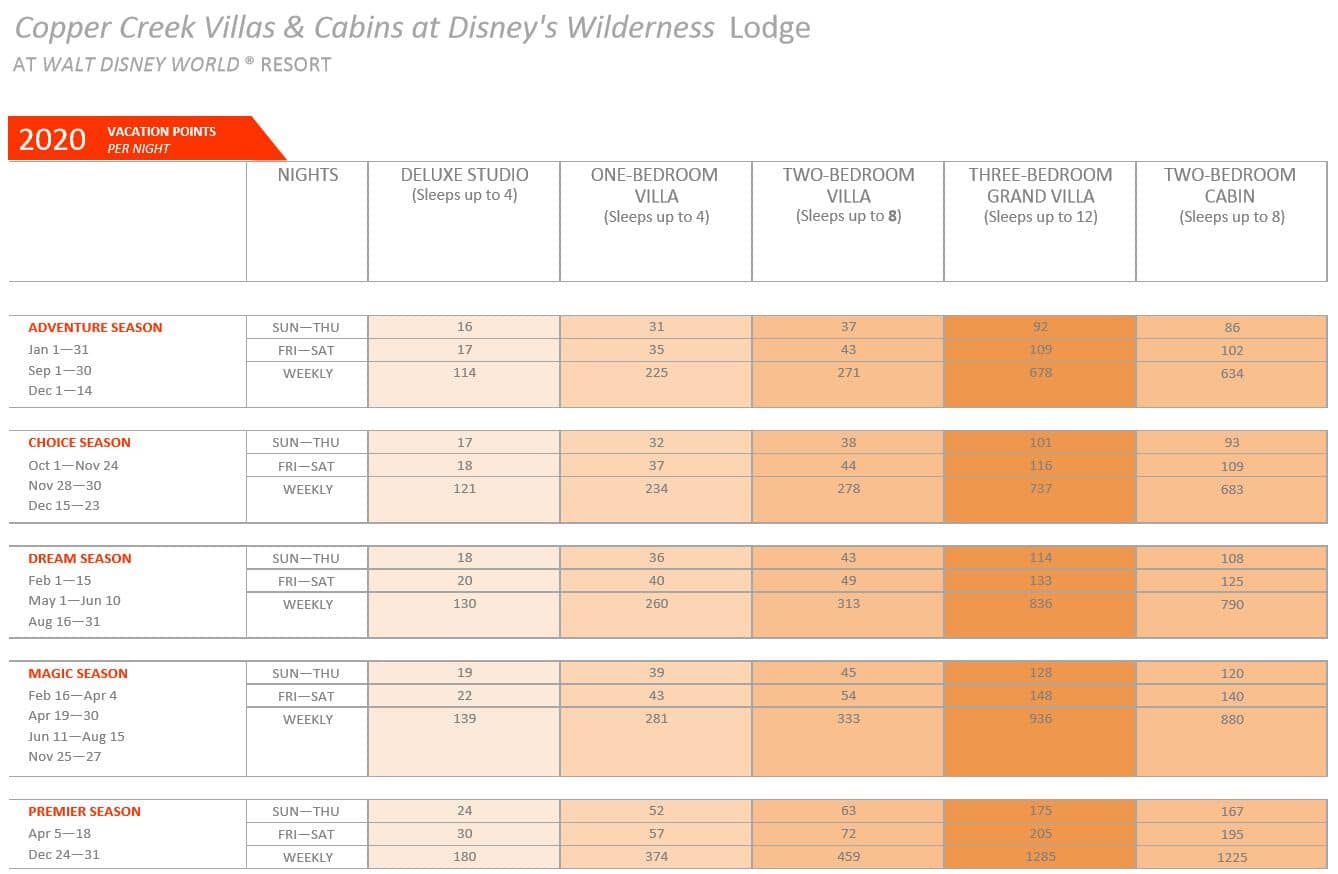 Copper Creek Villas & Cabins at Disney's Wilderness Lodge
AT WALT DISNEY WORLD ® RESORT
2020 VACATION POINTS
PER NIGHT
NIGHTS DELUXE STUDIO ONE-BEDROOM TWO-BEDROOM THREE-BEDROOM TWO-BEDROOM
(Sleeps up to 4) VILLA VILLA GRAND VILLA CABIN
(Sleeps up to 4) (Sleeps up to 8) (Sleeps up to 12) (Sleeps up to 8)
ADVENTURE SEASON SUN—THU 16 31 37 92 86
Jan 1—31 FRI—SAT 17 35 43 109 102
Sep 1—30 WEEKLY 114 225 271 678 634
Dec 1—14
CHOICE SEASON SUN—THU 17 32 38 101 93
Oct 1—Nov 24 FRI—SAT 18 37 44 116 109
Nov 28—30 WEEKLY 121 234 278 737 683
Dec 15—23
DREAM SEASON SUN—THU 18 36 43 114 108
Feb 1—15 FRI—SAT 20 40 49 133 125
May 1—Jun 10 WEEKLY 130 260 313 836 790
Aug 16—31
MAGIC SEASON SUN—THU 19 39 45 128 120
Feb 16—Apr 4 FRI—SAT 22 43 54 148 140
Apr 19—30 WEEKLY 139 281 333 936 880
Jun 11—Aug 15
Nov 25—27
PREMIER SEASON SUN—THU 24 52 63 175 167
Apr 5—18 FRI—SAT 30 57 72 205 195
Dec 24—31 WEEKLY 180 374 459 1285 1225